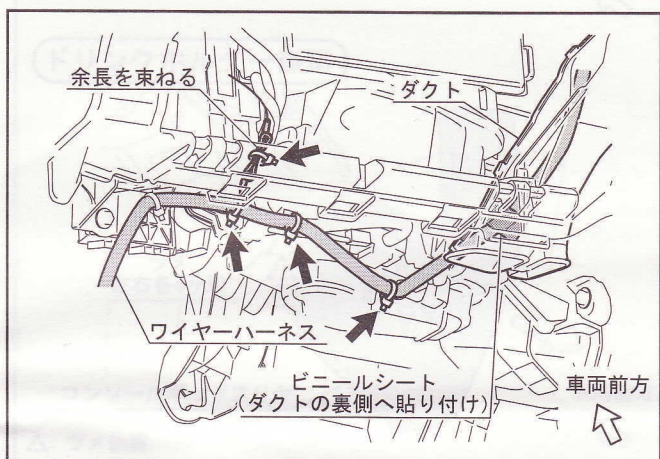 余長を束ねる
ダクト
ワイヤーハーネス
ビニールシート
(ダクトの裏側へ貼り付け)
車両前方